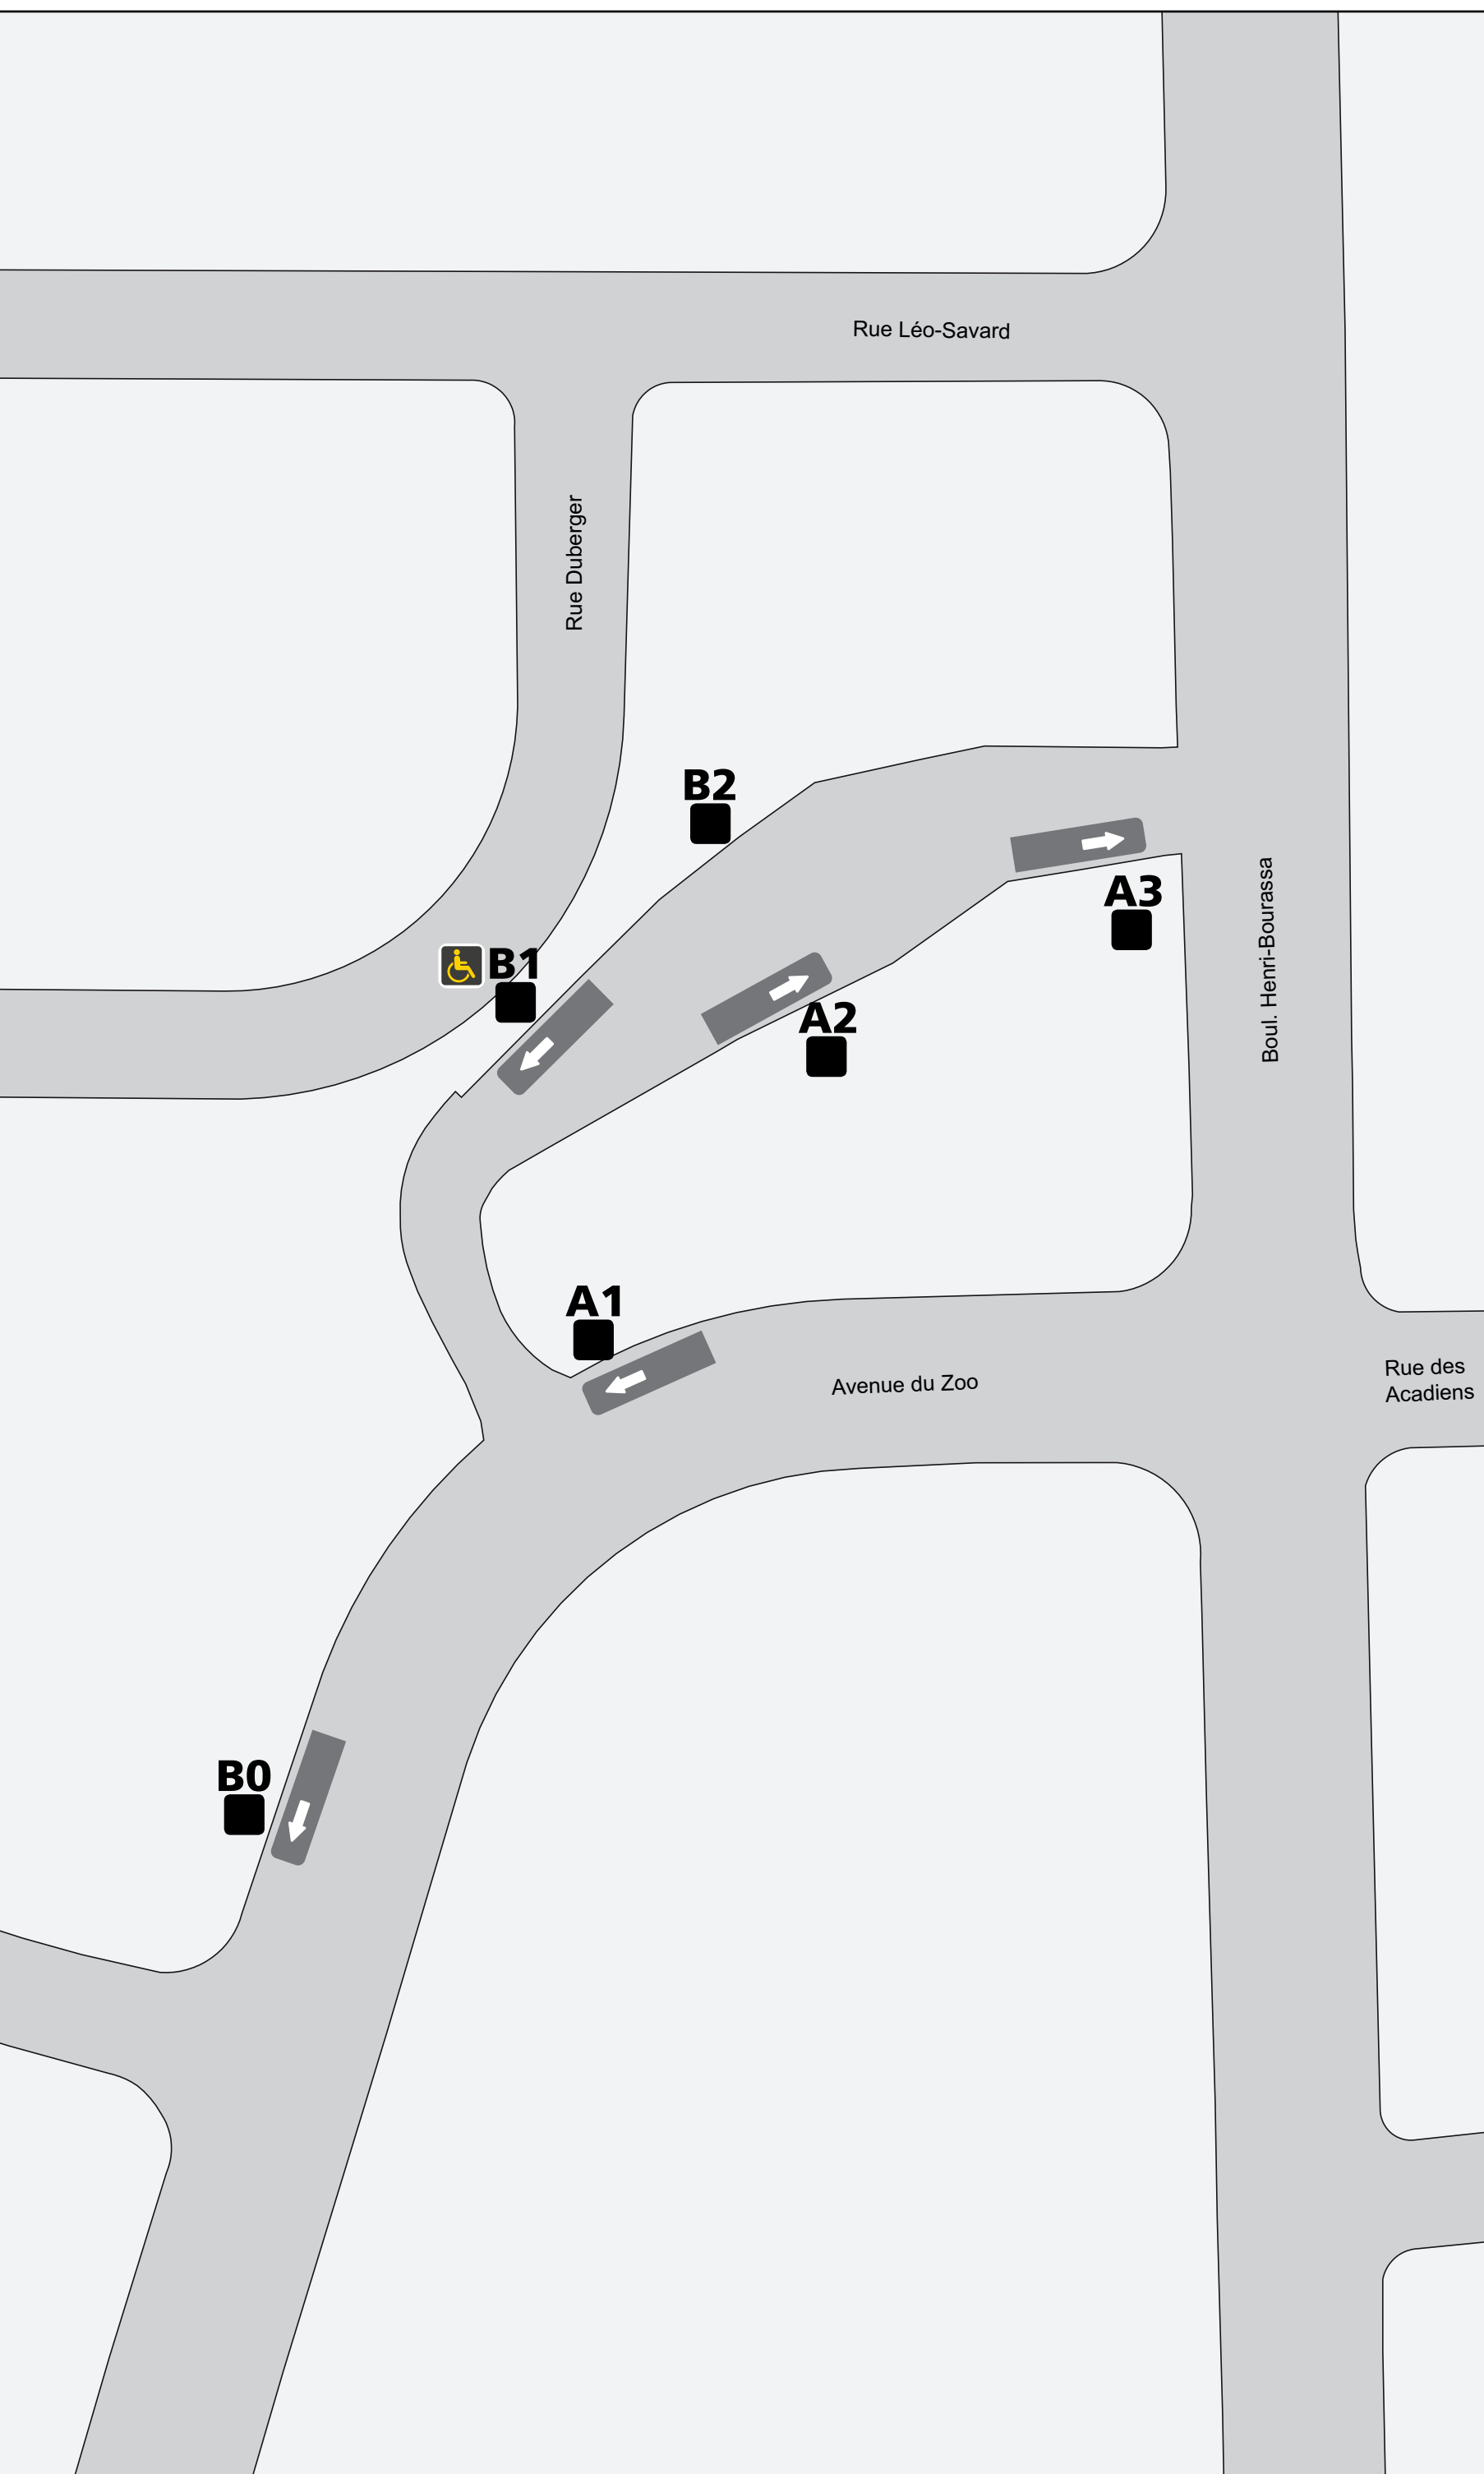 Rue Léo-Savard
Rue Duberger
B2
A3
B1
A2
Boul. Henri-Bourassa
A1
Avenue du Zoo
Rue des
Acadiens
B0